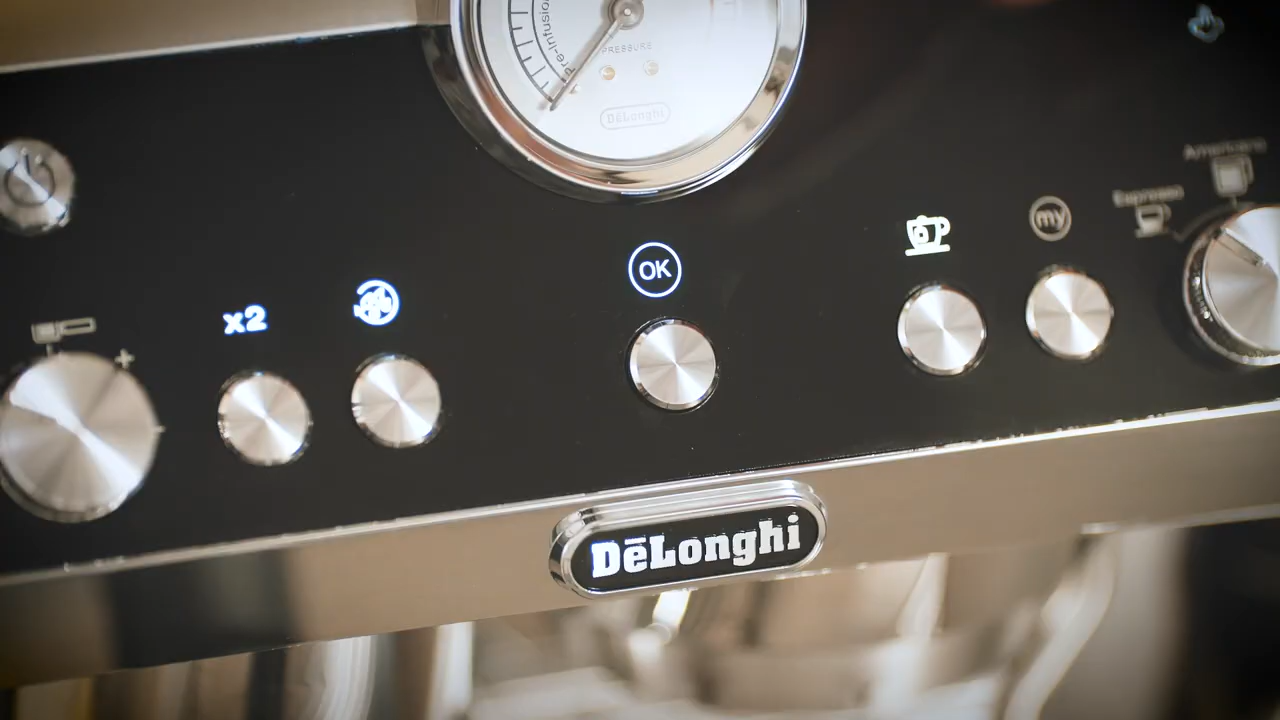 Pre-Infusion
PRESSURE
DēLonghi
Americano
Espresso
my
OK
x2
+
DēLonghi